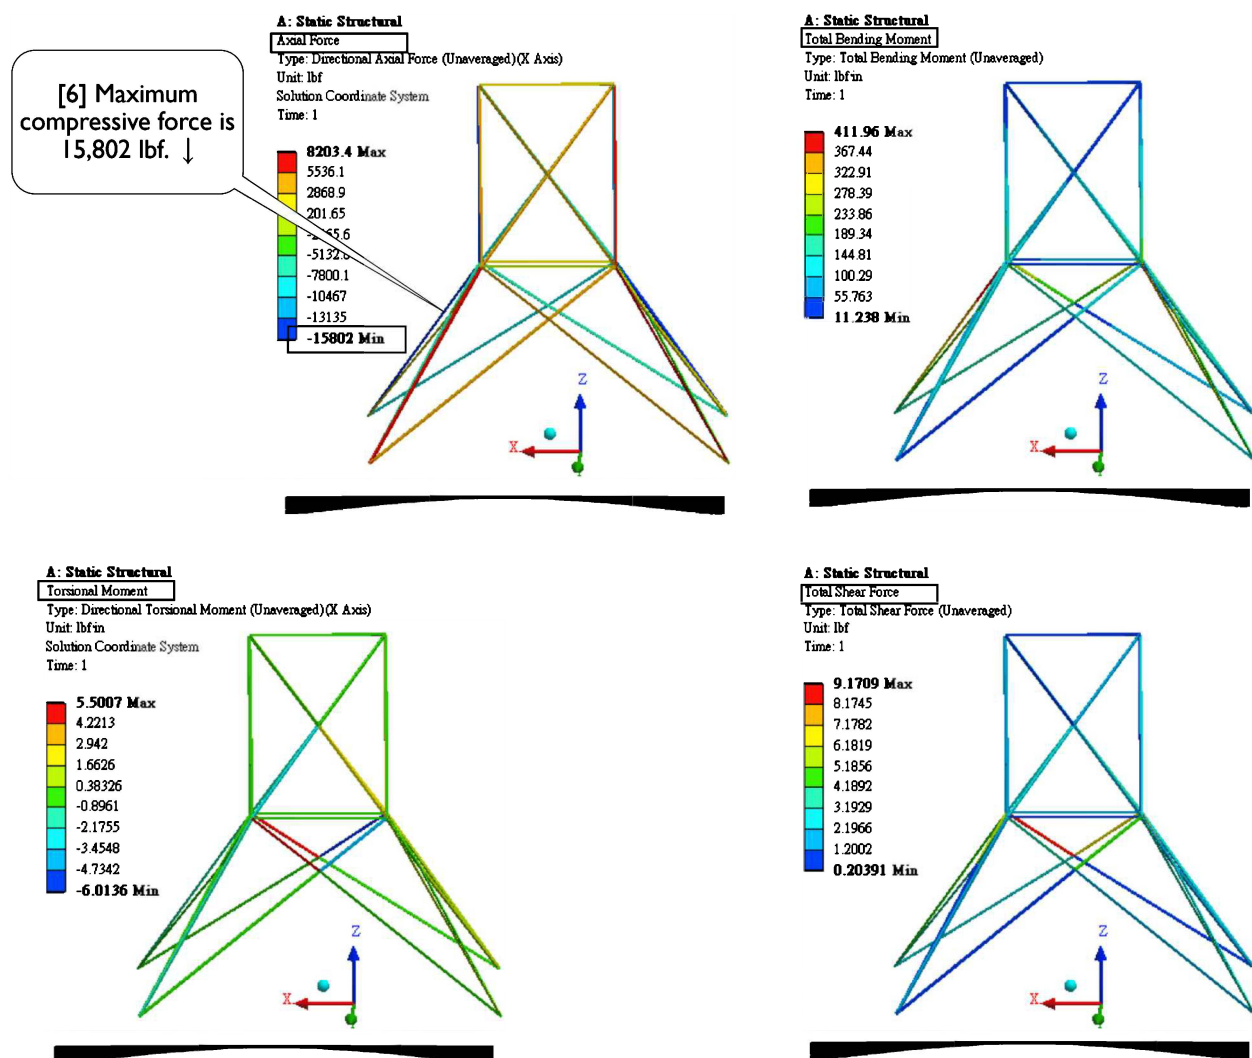 A: Static Structural
Axial Force
Type: Directional Axial Force (Unaveraged)(X Axis)
Unit: lbf
Solution Coordinate System
Time: 1
[6] Maximum
compressive force is
15,802 lbf. ↓
8203.4 Max
5536.1
2868.9
201.65
-5132.
-7800.1
-10467
-13135
-15802 Min
Z
X
A: Static Structural
Total Bending Moment
Type: Total Bending Moment (Unaveraged)
Unit: lbf·in
Time: 1
411.96 Max
367.44
322.91
278.39
233.86
189.34
144.81
100.29
55.763
11.238 Min
Z
X
A: Static Structural
Torsional Moment
Type: Directional Torsional Moment (Unaveraged)(X Axis)
Unit: lbf·in
Solution Coordinate System
Time: 1
5.5007 Max
4.2213
2.942
1.6626
0.38326
-0.8961
-2.1755
-3.4548
-4.7342
-6.0136 Min
Z
X
A: Static Structural
Total Shear Force
Type: Total Shear Force (Unaveraged)
Unit: lbf
Time: 1
9.1709 Max
8.1745
7.1782
6.1819
5.1856
4.1892
3.1929
2.1966
1.2002
0.20391 Min
Z
X